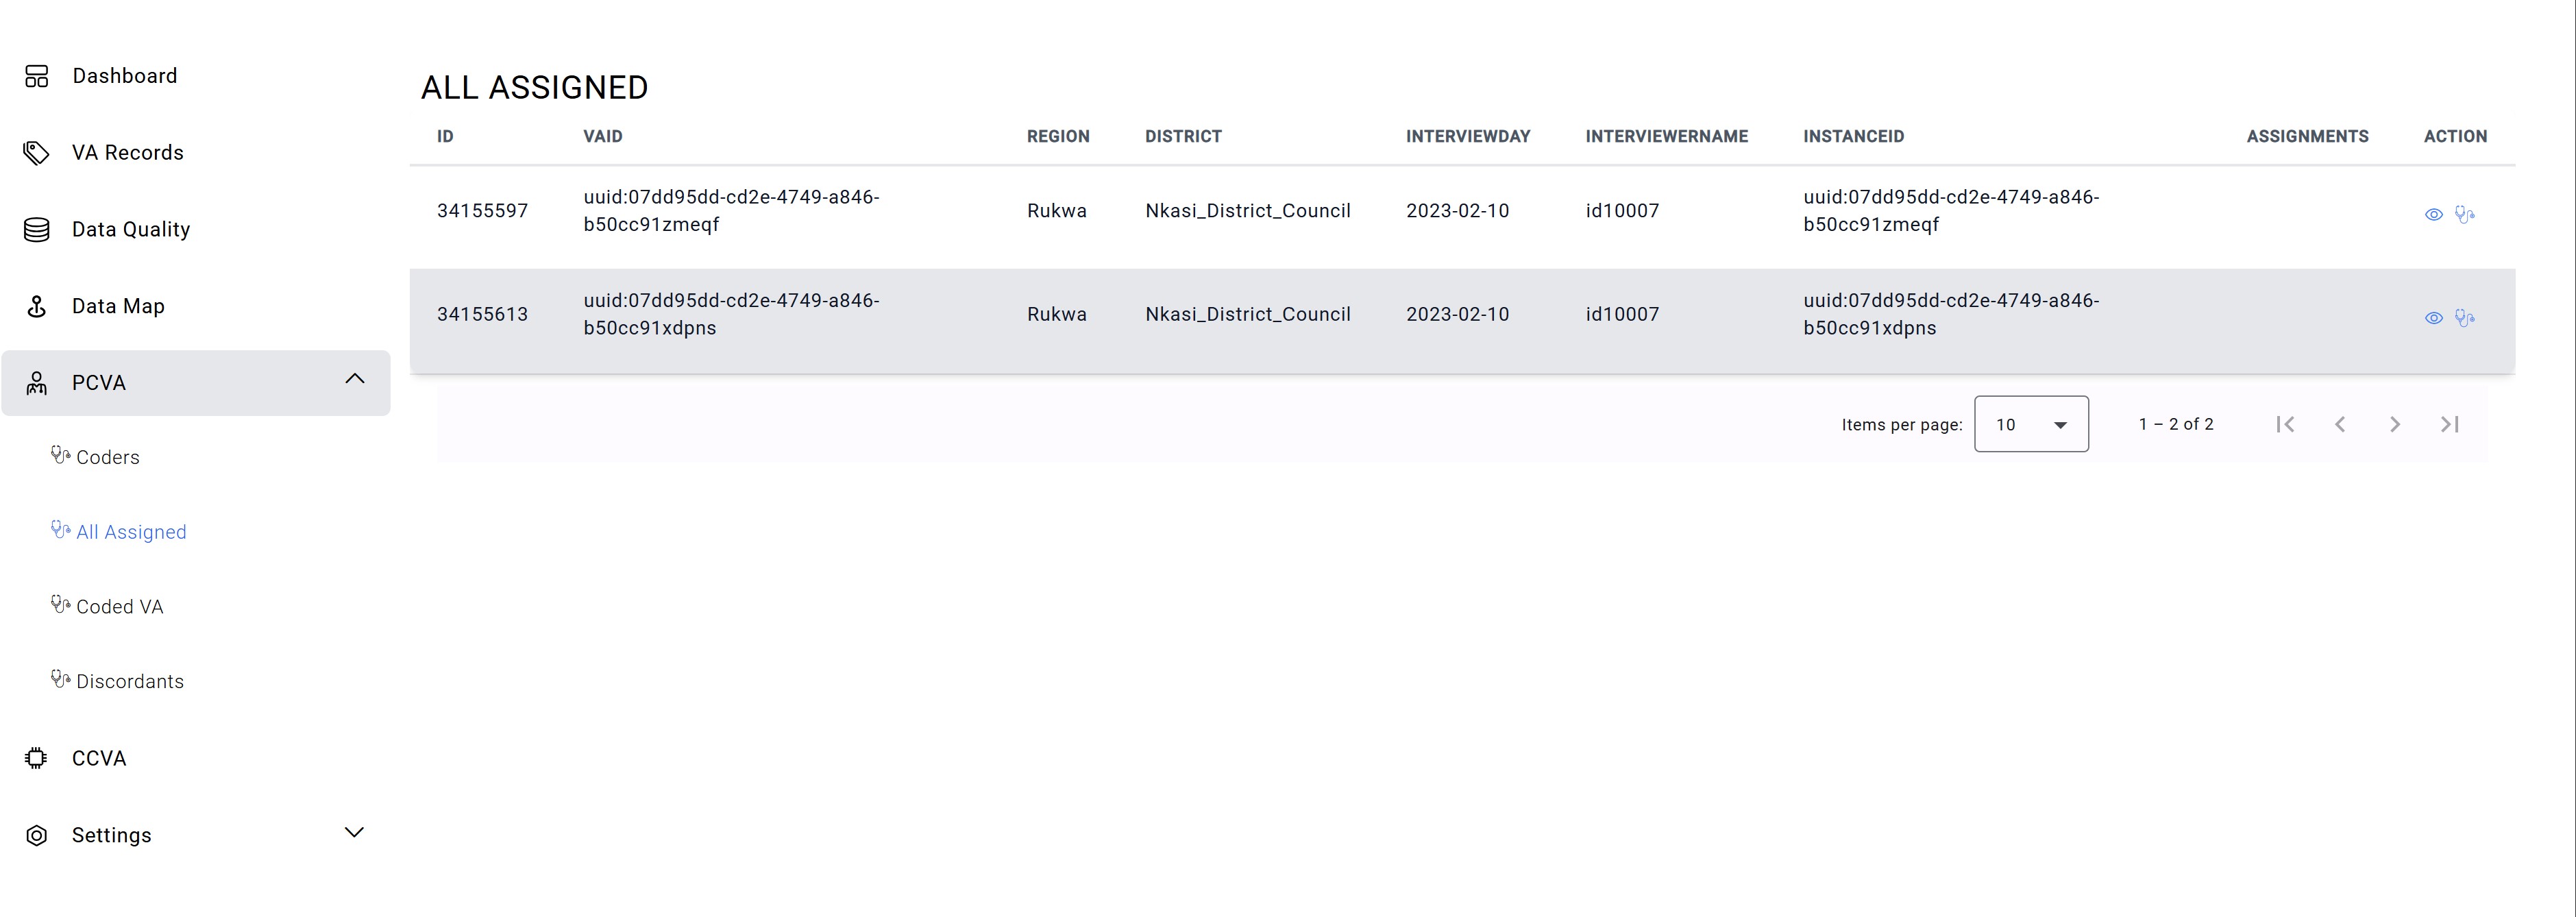 Dashboard
VA Records
Data Quality
Data Map
PCVA
Coders
All Assigned
Coded VA
Discordants
CCVA
Settings
ALL ASSIGNED
ID VAID REGION DISTRICT INTERVIEWDAY INTERVIEWERNAME INSTANCEID ASSIGNMENTS ACTION
34155597 uuid:07dd95dd-cd2e-4749-a846- Rukwa Nkasi_District_Council 2023-02-10 id10007 uuid:07dd95dd-cd2e-4749-a846-
b50cc91zmeqf b50cc91zmeqf
34155613 uuid:07dd95dd-cd2e-4749-a846- Rukwa Nkasi_District_Council 2023-02-10 id10007 uuid:07dd95dd-cd2e-4749-a846-
b50cc91xdpns b50cc91xdpns
Items per page: 10 1 – 2 of 2